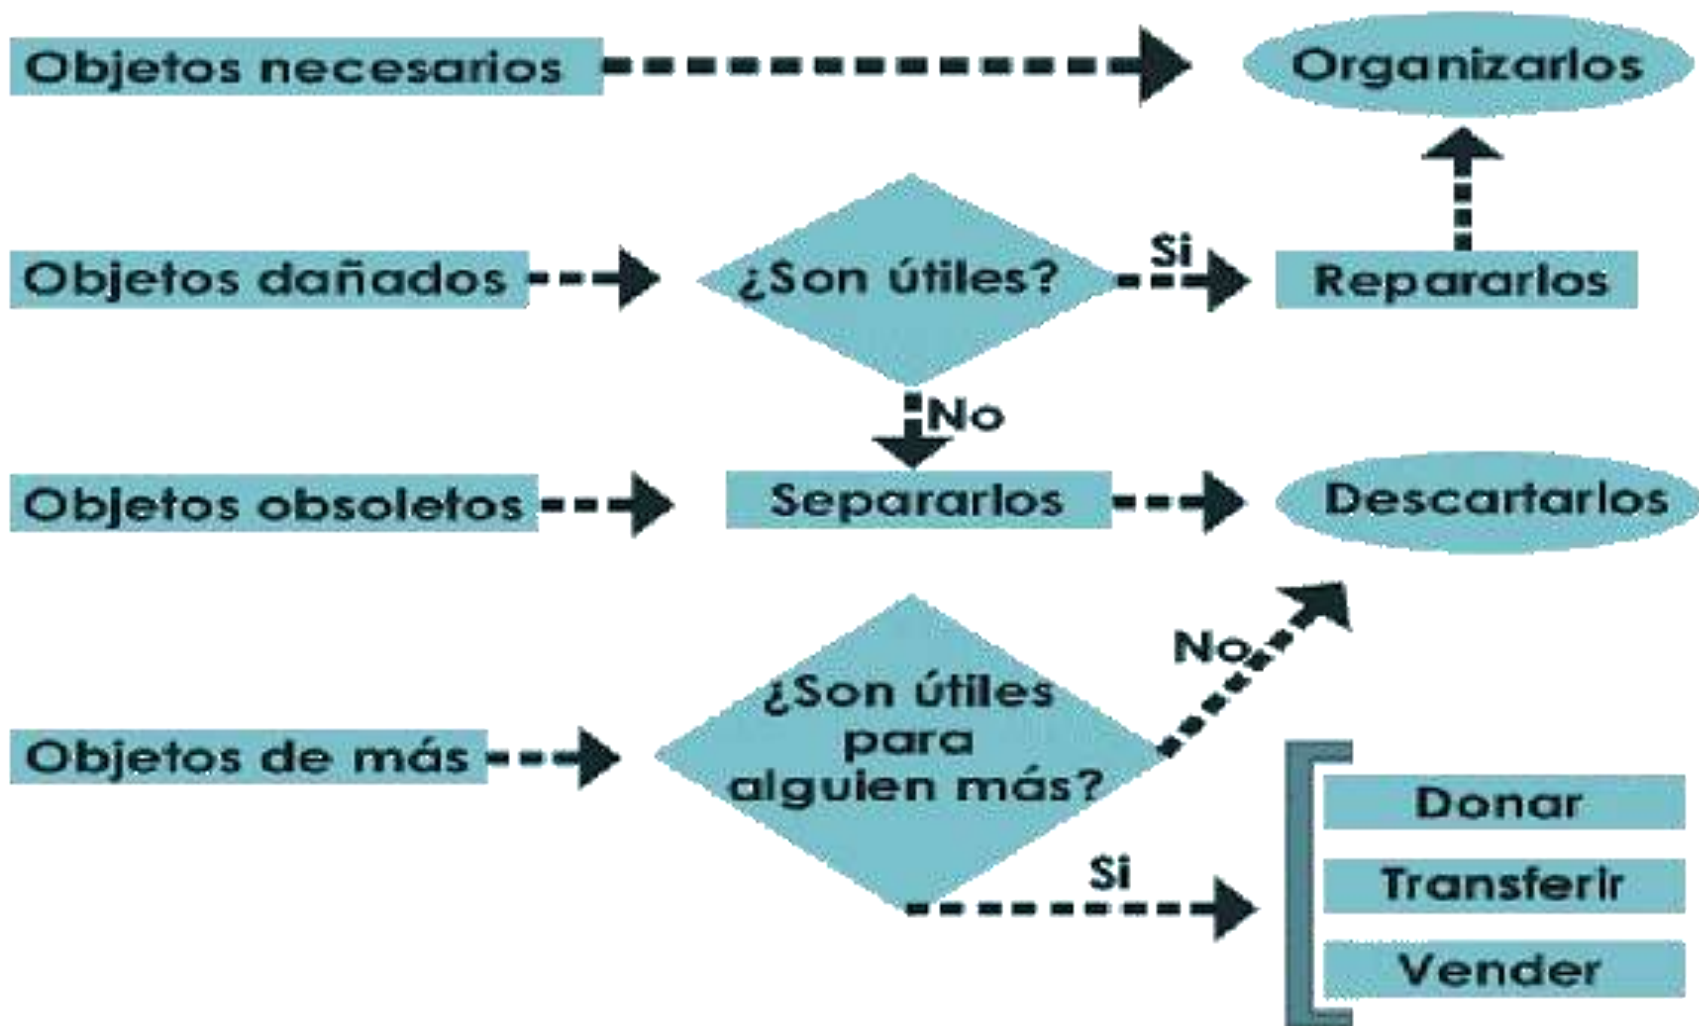 Objetos necesarios
Organizarlos
Objetos dañados
¿Son útiles?
Si
Repararlos
No
Objetos obsoletos
Separarlos
Descartarlos
Objetos de más
¿Son útiles
para
alguien más?
No
Si
Donar
Transferir
Vender